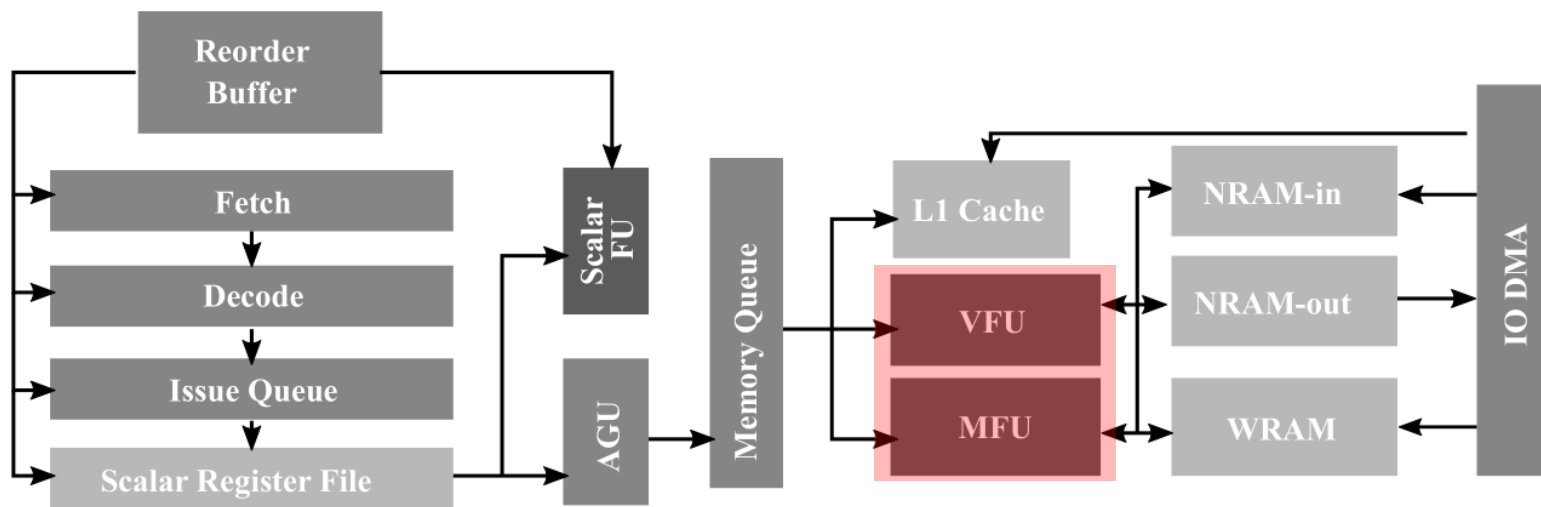 Reorder
Buffer
Fetch
Decode
Issue Queue
Scalar Register File
Scalar
FU
AGU
Memory Queue
L1 Cache
VFU
MFU
NRAM-in
NRAM-out
WRAM
IO DMA